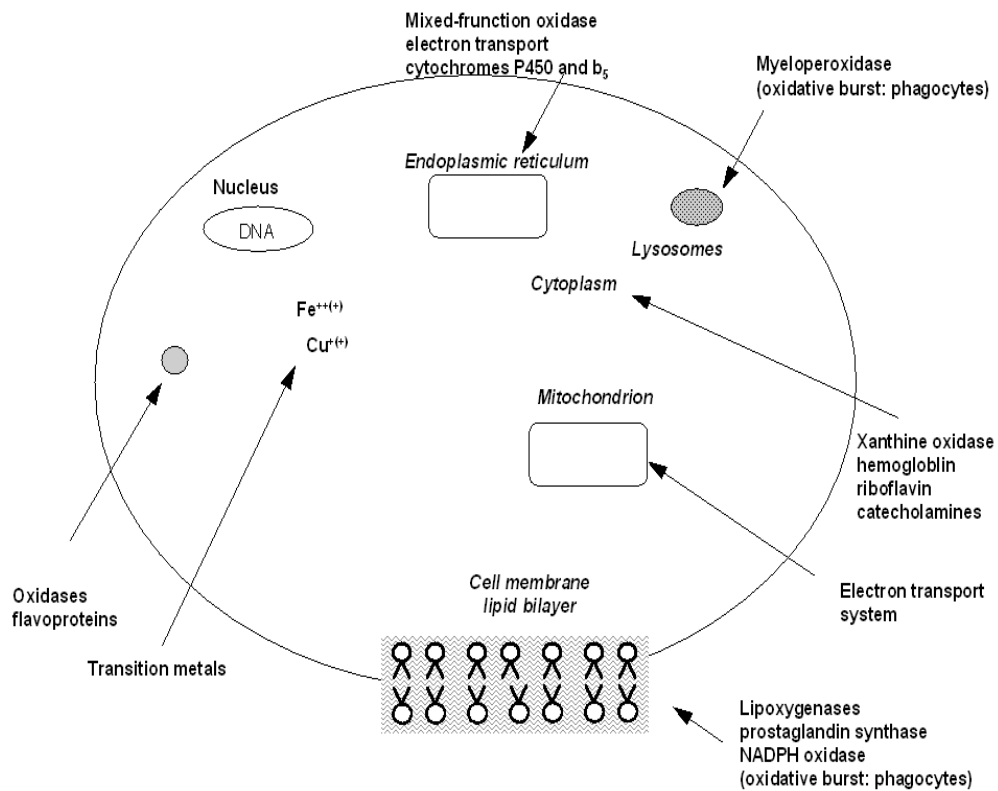 Mixed-frunction oxidase
electron transport
cytochromes P450 and b₅
Myeloperoxidase
(oxidative burst: phagocytes)
Endoplasmic reticulum
Nucleus
DNA
Lysosomes
Cytoplasm
Fe⁺⁺⁽⁺⁾
Cu⁺⁽⁺⁾
Mitochondrion
Xanthine oxidase
hemogloblin
riboflavin
catecholamines
Cell membrane
lipid bilayer
Electron transport
system
Oxidases
flavoproteins
Transition metals
Lipoxygenases
prostaglandin synthase
NADPH oxidase
(oxidative burst: phagocytes)